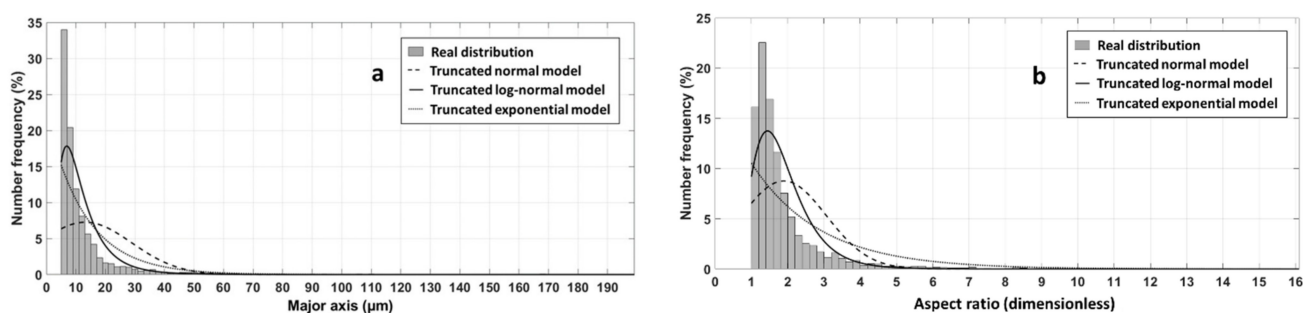 35
30
25
20
15
10
5
0
Number frequency (%)
a
Real distribution
Truncated normal model
Truncated log-normal model
Truncated exponential model
0 10 20 30 40 50 60 70 80 90 100 110 120 130 140 150 160 170 180 190
Major axis (µm)
25
20
15
10
5
0
Number frequency (%)
b
Real distribution
Truncated normal model
Truncated log-normal model
Truncated exponential model
0 1 2 3 4 5 6 7 8 9 10 11 12 13 14 15 16
Aspect ratio (dimensionless)